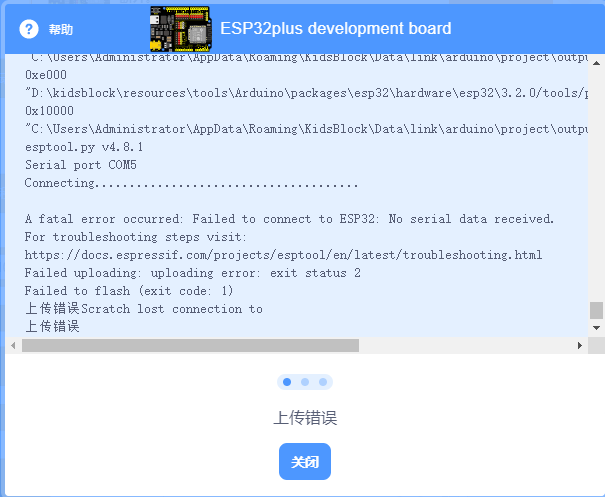 帮助
ESP32plus development board
"C:\Users\Administrator\AppData\Roaming\KidsBlock\Data\link\arduino\project\outpu
0xe000
"D:\kidsblock\resources\tools\Arduino\packages\esp32\hardware\esp32\3.2.0/tools/p
0x10000
"C:\Users\Administrator\AppData\Roaming\KidsBlock\Data\link\arduino\project\outpu
esptool.py v4.8.1
Serial port COM5
Connecting......................................
A fatal error occurred: Failed to connect to ESP32: No serial data received.
For troubleshooting steps visit:
https://docs.espressif.com/projects/esptool/en/latest/troubleshooting.html
Failed uploading: uploading error: exit status 2
Failed to flash (exit code: 1)
上传错误Scratch lost connection to
上传错误
上传错误
关闭